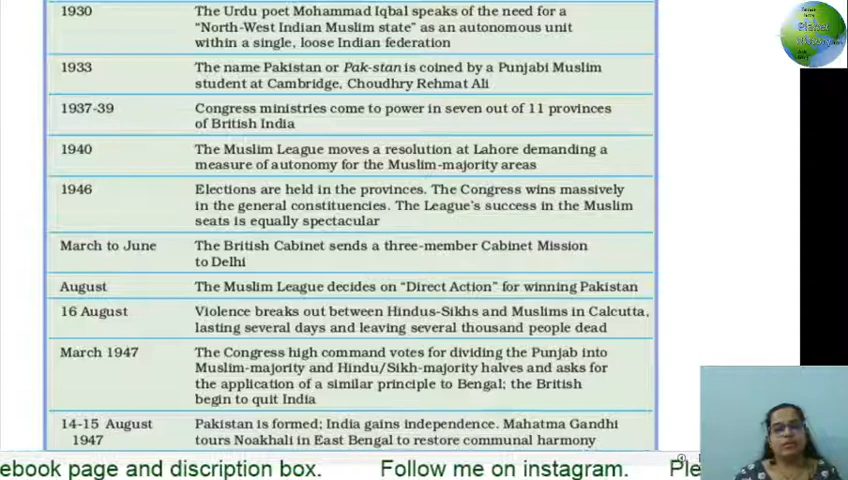 1930 The Urdu poet Mohammad Iqbal speaks of the need for a
"North-West Indian Muslim state" as an autonomous unit
within a single, loose Indian federation
1933 The name Pakistan or Pak-stan is coined by a Punjabi Muslim
student at Cambridge, Choudhry Rehmat Ali
1937-39 Congress ministries come to power in seven out of 11 provinces
of British India
1940 The Muslim League moves a resolution at Lahore demanding a
measure of autonomy for the Muslim-majority areas
1946 Elections are held in the provinces. The Congress wins massively
in the general constituencies. The League's success in the Muslim
seats is equally spectacular
March to June The British Cabinet sends a three-member Cabinet Mission
to Delhi
August The Muslim League decides on "Direct Action" for winning Pakistan
16 August Violence breaks out between Hindus-Sikhs and Muslims in Calcutta,
lasting several days and leaving several thousand people dead
March 1947 The Congress high command votes for dividing the Punjab into
Muslim-majority and Hindu/Sikh-majority halves and asks for
the application of a similar principle to Bengal; the British
begin to quit India
14-15 August Pakistan is formed; India gains independence. Mahatma Gandhi
1947 tours Noakhali in East Bengal to restore communal harmony
ebook page and discription box. Follow me on instagram. Ple